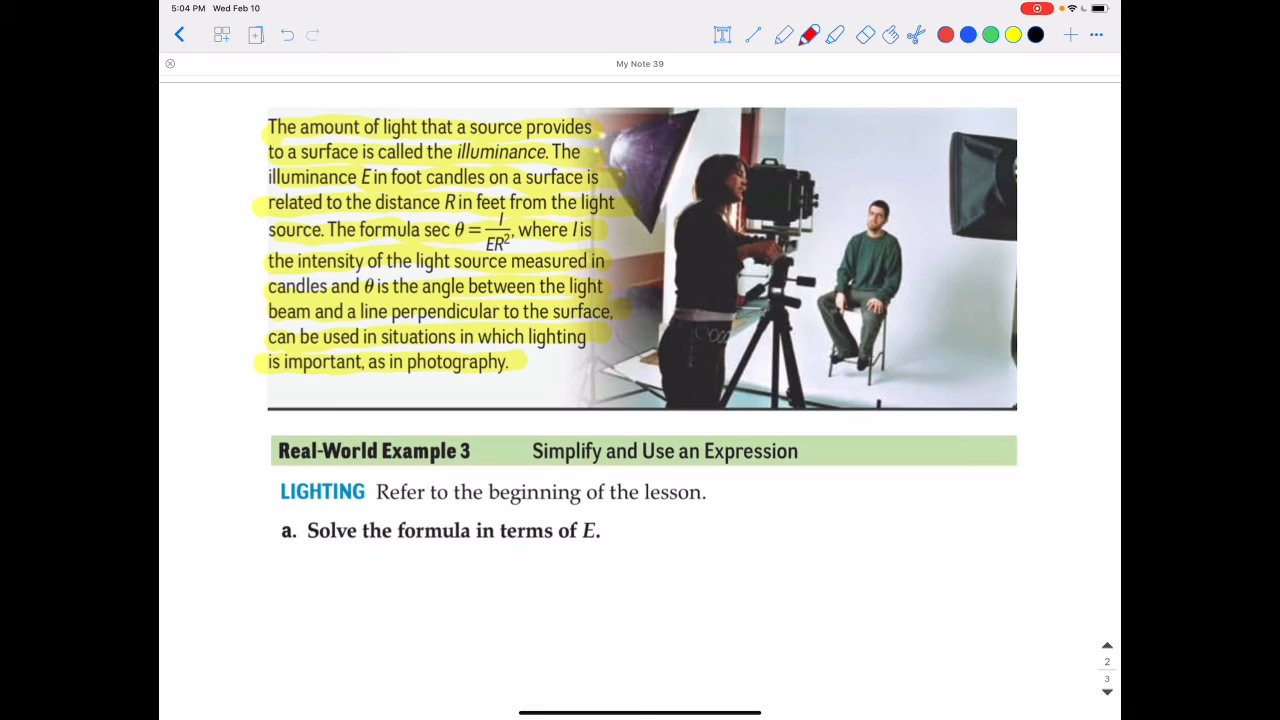 5:04 PM Wed Feb 10
My Note 39
The amount of light that a source provides
to a surface is called the illuminance. The
illuminance E in foot candles on a surface is
related to the distance R in feet from the light
source. The formula sec θ = I/ER², where I is
the intensity of the light source measured in
candles and θ is the angle between the light
beam and a line perpendicular to the surface,
can be used in situations in which lighting
is important, as in photography.
Real-World Example 3 Simplify and Use an Expression
LIGHTING Refer to the beginning of the lesson.
a. Solve the formula in terms of E.
2
3